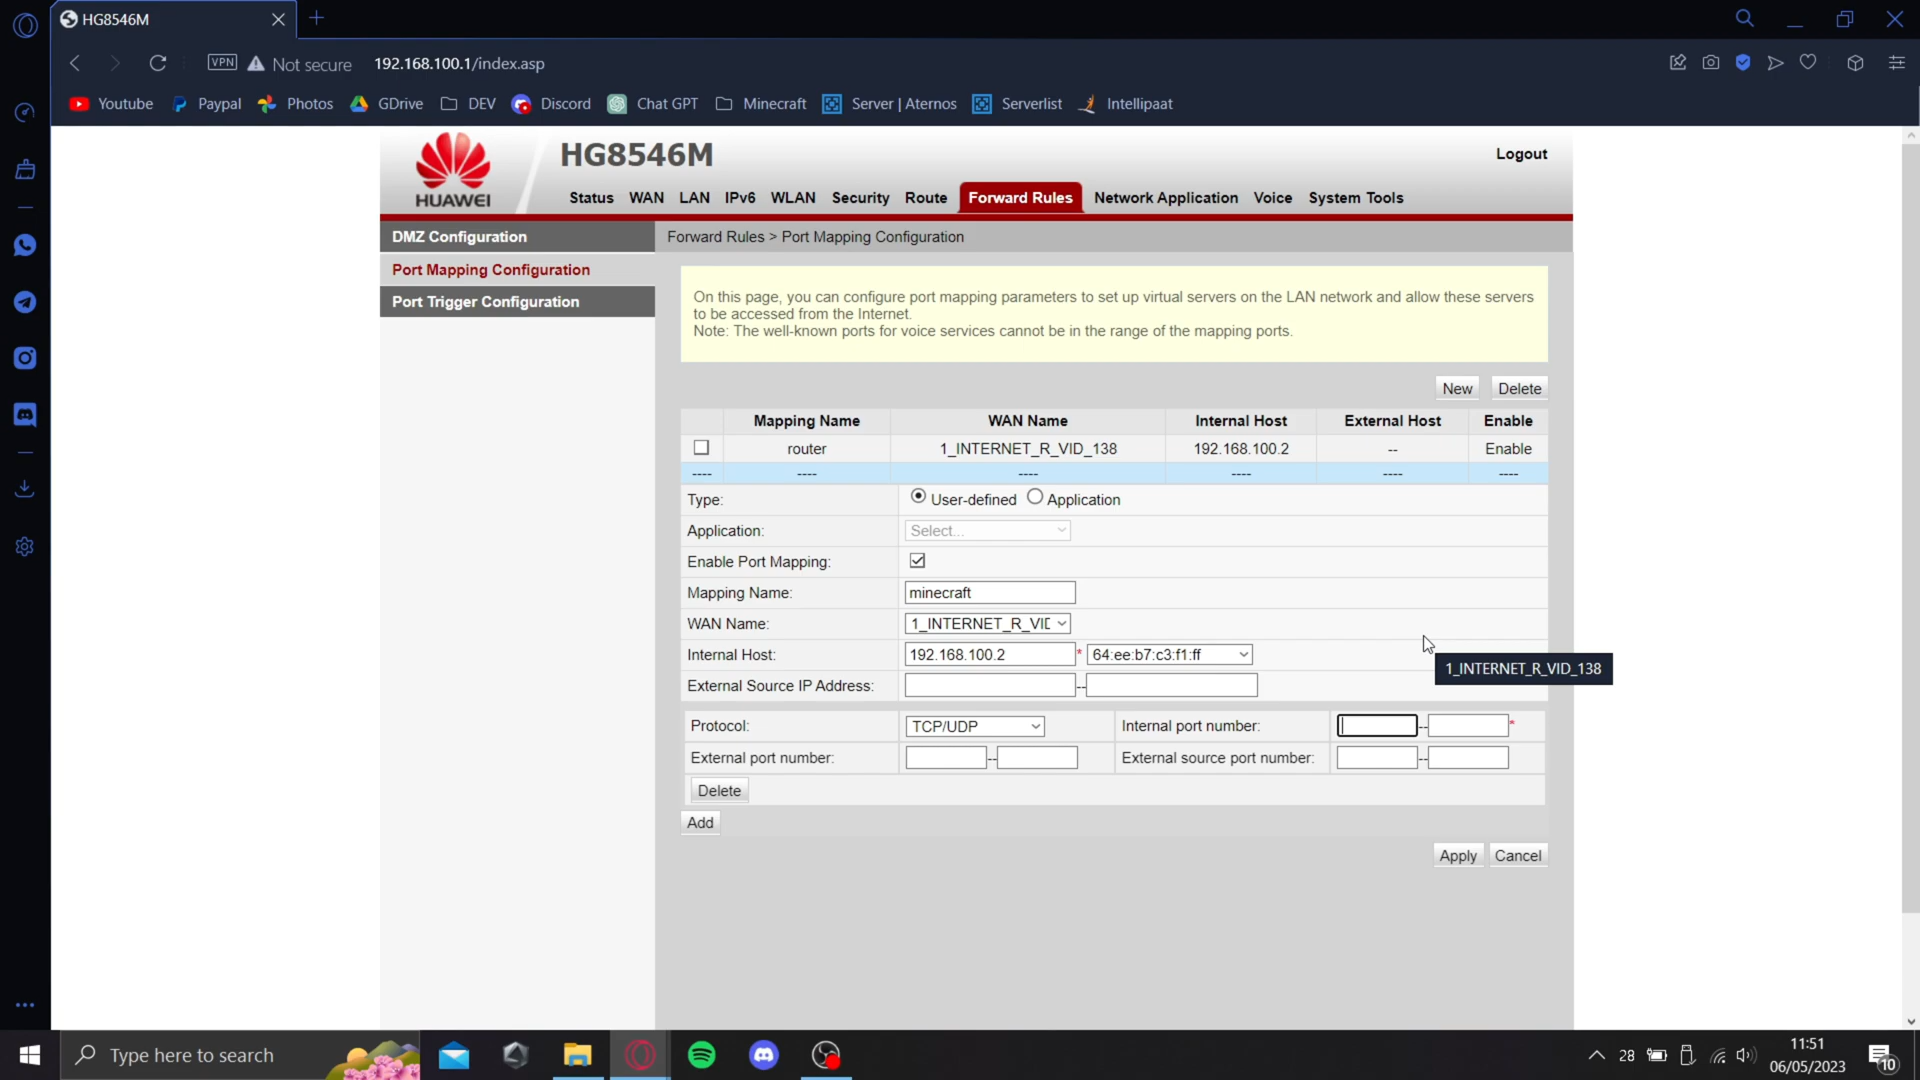 HG8546M
VPN Not secure 192.168.100.1/index.asp
Youtube Paypal Photos GDrive DEV Discord Chat GPT Minecraft Server | Aternos Serverlist Intellipaat
HUAWEI
HG8546M
Logout
Status WAN LAN IPv6 WLAN Security Route Forward Rules Network Application Voice System Tools
DMZ Configuration
Port Mapping Configuration
Port Trigger Configuration
Forward Rules > Port Mapping Configuration
On this page, you can configure port mapping parameters to set up virtual servers on the LAN network and allow these servers
to be accessed from the Internet.
Note: The well-known ports for voice services cannot be in the range of the mapping ports.
New Delete
Mapping Name WAN Name Internal Host External Host Enable
router 1_INTERNET_R_VID_138 192.168.100.2 -- Enable
---- ---- ---- ---- ---- ----
Type: User-defined Application
Application: Select...
Enable Port Mapping:
Mapping Name: minecraft
WAN Name: 1_INTERNET_R_VID
Internal Host: 192.168.100.2 * 64:ee:b7:c3:f1:ff
1_INTERNET_R_VID_138
External Source IP Address: --
Protocol: TCP/UDP Internal port number: -- *
External port number: -- External source port number: --
Delete
Add
Apply Cancel
Type here to search
28
11:51
06/05/2023
10